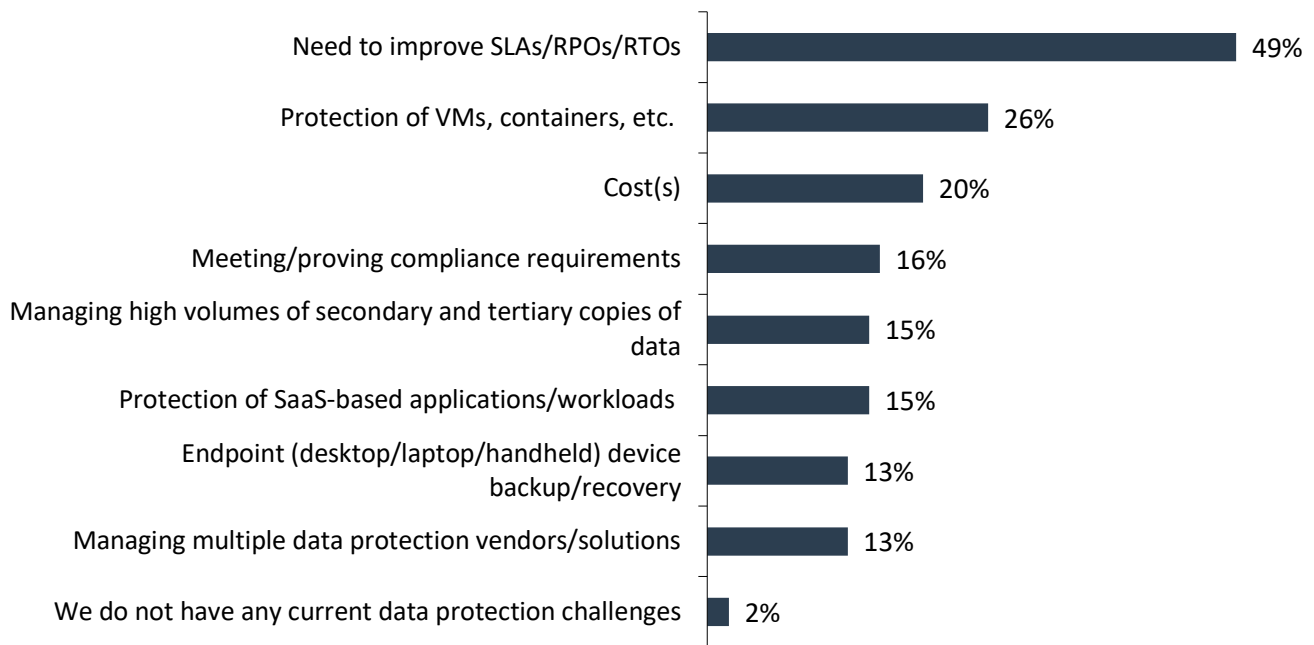 Need to improve SLAs/RPOs/RTOs
49%
Protection of VMs, containers, etc.
26%
Cost(s)
20%
Meeting/proving compliance requirements
16%
Managing high volumes of secondary and tertiary copies of
data
15%
Protection of SaaS-based applications/workloads
15%
Endpoint (desktop/laptop/handheld) device
backup/recovery
13%
Managing multiple data protection vendors/solutions
13%
We do not have any current data protection challenges
2%